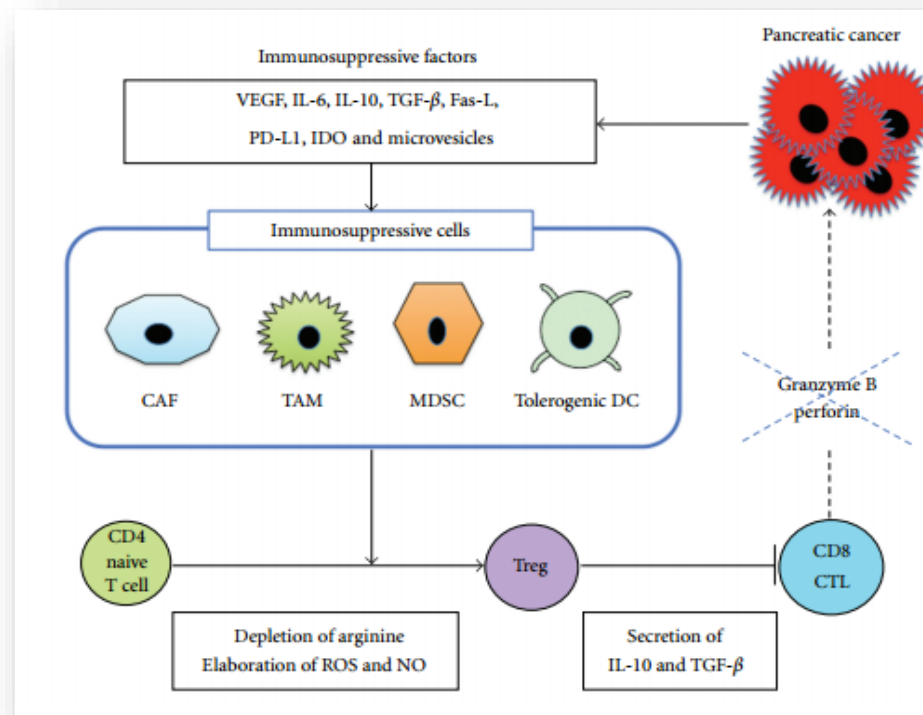 Pancreatic cancer
Immunosuppressive factors
VEGF, IL-6, IL-10, TGF-β, Fas-L,
PD-L1, IDO and microvesicles
Immunosuppressive cells
CAF
TAM
MDSC
Tolerogenic DC
Granzyme B
perforin
CD4
naive
T cell
Treg
CD8
CTL
Depletion of arginine
Elaboration of ROS and NO
Secretion of
IL-10 and TGF-β